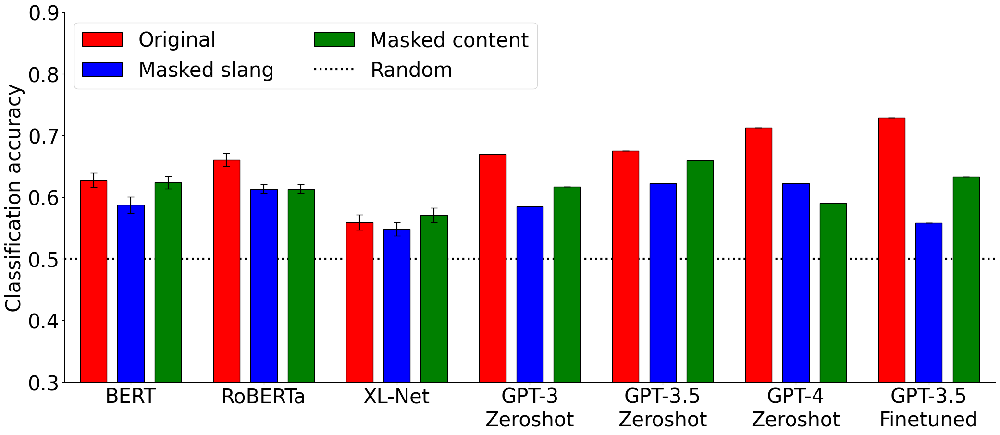 Classification accuracy
0.9
0.8
0.7
0.6
0.5
0.4
0.3
Original
Masked slang
Masked content
Random
BERT
RoBERTa
XL-Net
GPT-3
Zeroshot
GPT-3.5
Zeroshot
GPT-4
Zeroshot
GPT-3.5
Finetuned